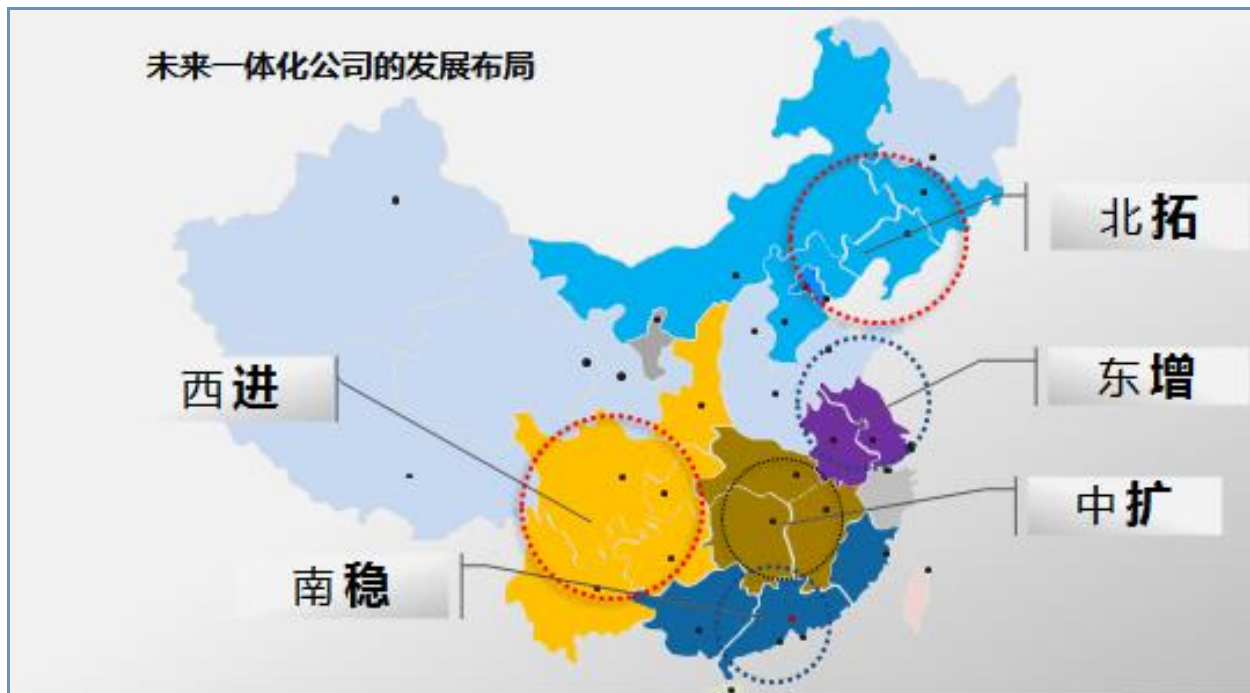 未来一体化公司的发展布局
北拓
东增
西进
中扩
南稳